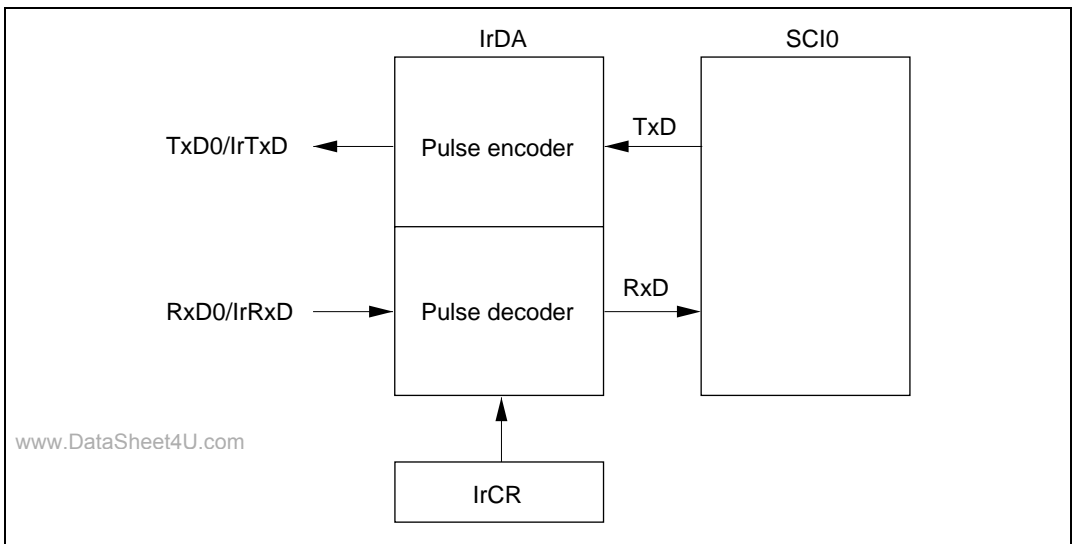 IrDA
SCI0
TxD0/IrTxD
Pulse encoder
TxD
RxD0/IrRxD
Pulse decoder
RxD
www.DataSheet4U.com
IrCR